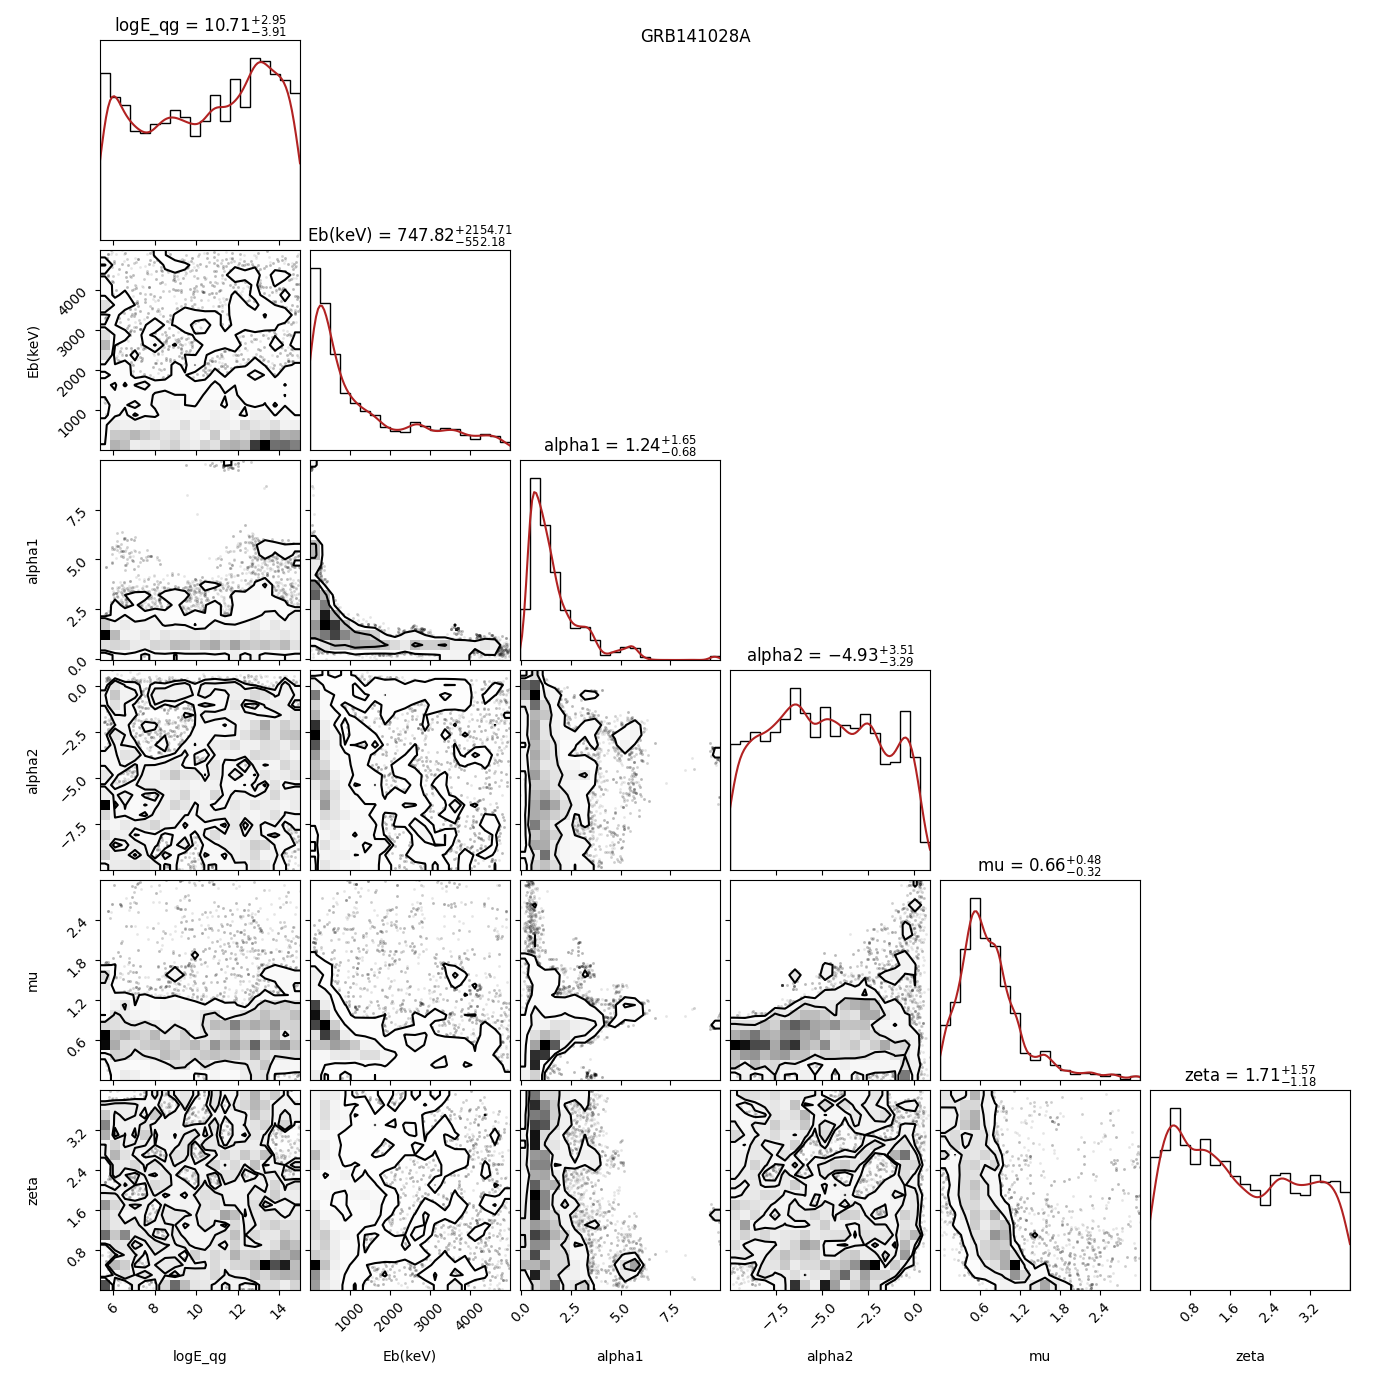 logE_qg = 10.71+2.95−3.91
GRB141028A
Eb(keV) = 747.82+2154.71−552.18
4000
3000
2000
1000
Eb(keV)
alpha1 = 1.24+1.65−0.68
7.5
5.0
2.5
0.0
alpha1
alpha2 = −4.93+3.51−3.29
0.0
−2.5
−5.0
−7.5
alpha2
mu = 0.66+0.48−0.32
2.4
1.8
1.2
0.6
mu
zeta = 1.71+1.57−1.18
3.2
2.4
1.6
0.8
zeta
6 8 10 12 14
1000 2000 3000 4000
0.0 2.5 5.0 7.5
−7.5 −5.0 −2.5 0.0
0.6 1.2 1.8 2.4
0.8 1.6 2.4 3.2
logE_qg
Eb(keV)
alpha1
alpha2
mu
zeta